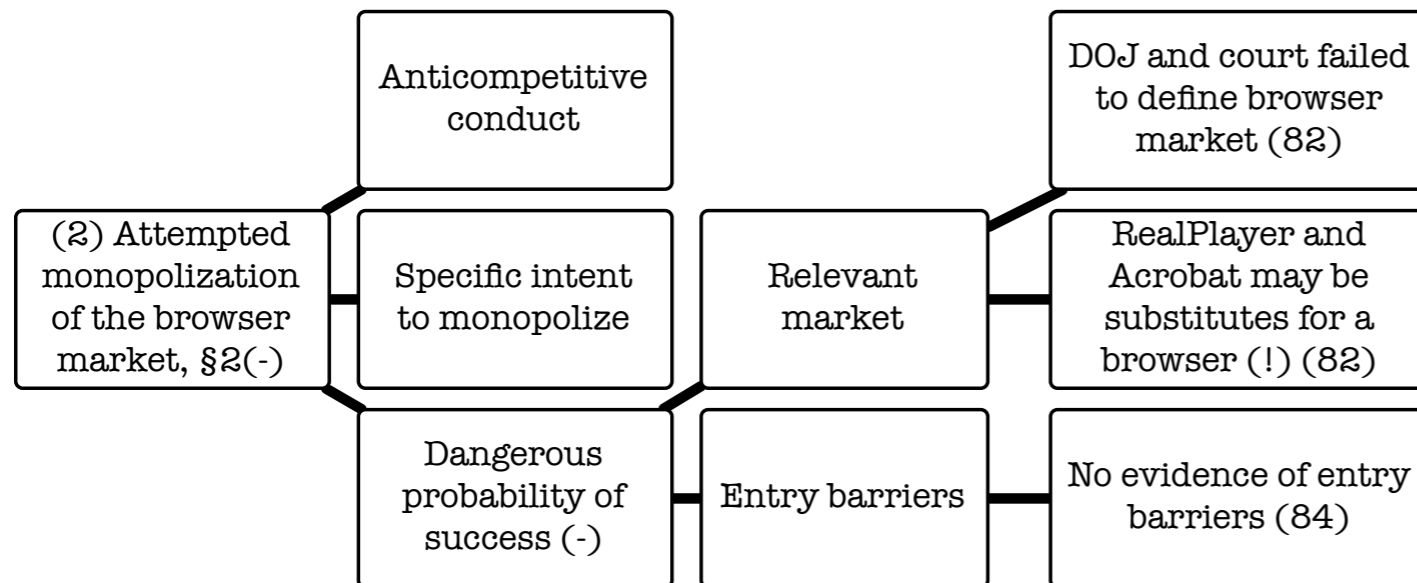 Anticompetitive
conduct
DOJ and court failed
to define browser
market (82)
(2) Attempted
monopolization
of the browser
market, §2(-)
Specific intent
to monopolize
Relevant
market
RealPlayer and
Acrobat may be
substitutes for a
browser (!) (82)
Dangerous
probability of
success (-)
Entry barriers
No evidence of entry
barriers (84)